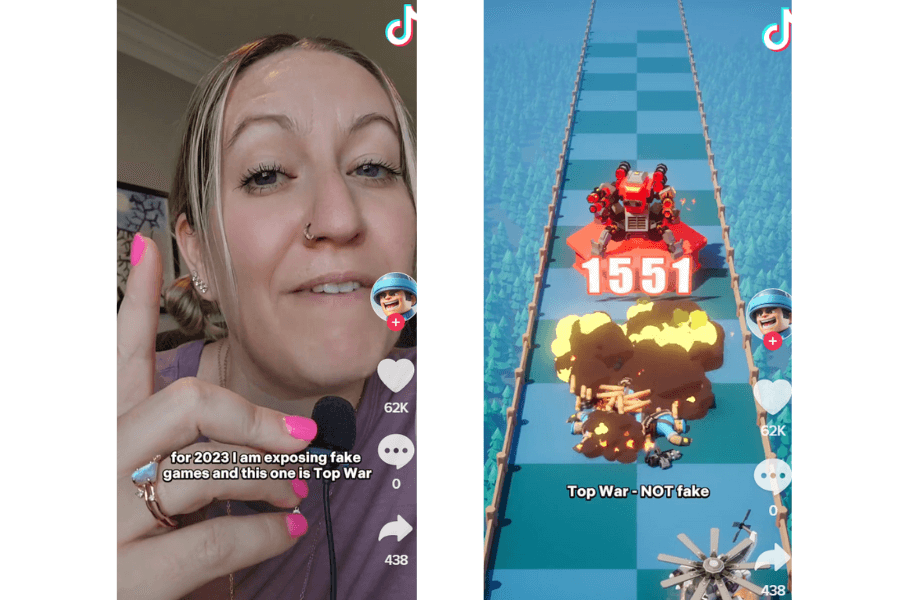 for 2023 I am exposing fake
games and this one is Top War
62K
0
438
1551
Top War - NOT fake
62K
0
438